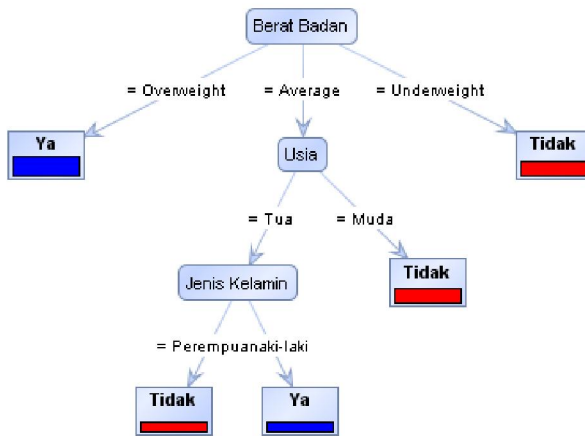 Berat Badan
= Overweight
= Average
= Underweight
Ya
Usia
Tidak
= Tua
= Muda
Jenis Kelamin
Tidak
= Perempuanaki-laki
Tidak
Ya